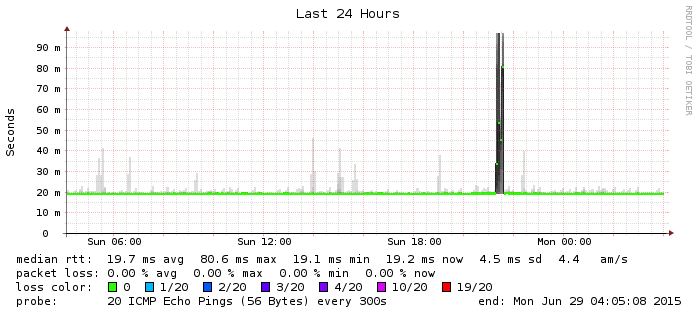 Last 24 Hours
RRDTOOL / TOBI OETIKER
Seconds
90 m
80 m
70 m
60 m
50 m
40 m
30 m
20 m
10 m
0
Sun 06:00 Sun 12:00 Sun 18:00 Mon 00:00
median rtt: 19.7 ms avg 80.6 ms max 19.1 ms min 19.2 ms now 4.5 ms sd 4.4 am/s
packet loss: 0.00 % avg 0.00 % max 0.00 % min 0.00 % now
loss color: 0 1/20 2/20 3/20 4/20 10/20 19/20
probe: 20 ICMP Echo Pings (56 Bytes) every 300s end: Mon Jun 29 04:05:08 2015